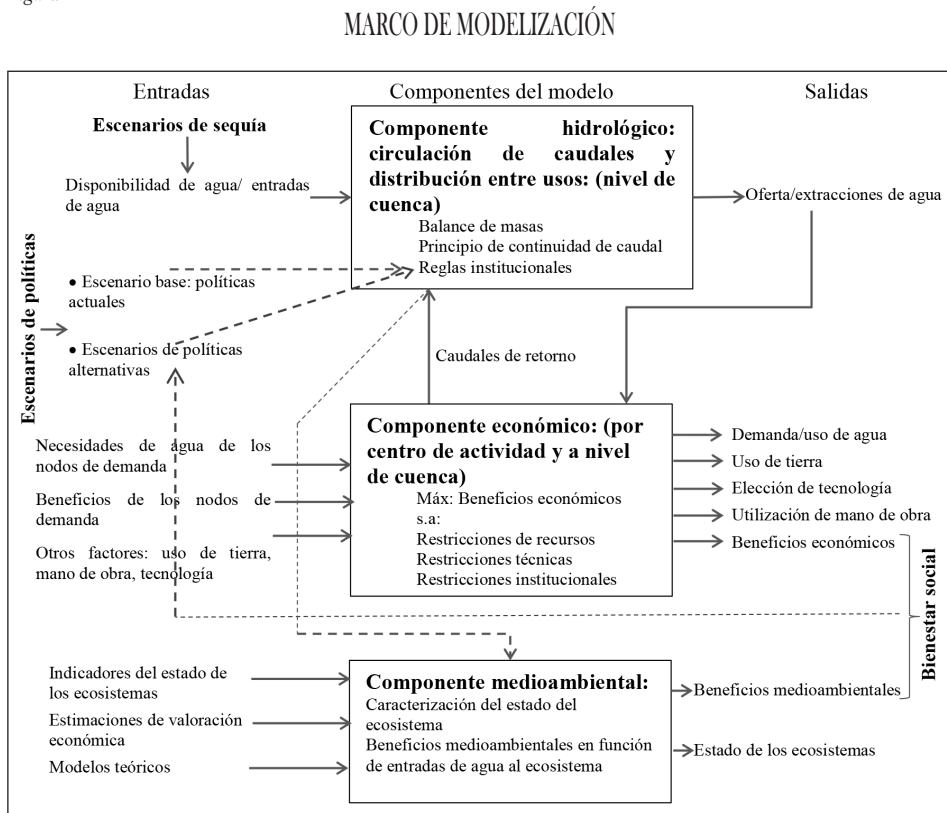 MARCO DE MODELIZACIÓN
Entradas
Componentes del modelo
Salidas
Escenarios de sequía
Disponibilidad de agua/ entradas
de agua
Componente hidrológico:
circulación de caudales y
distribución entre usos: (nivel de
cuenca)
Balance de masas
Principio de continuidad de caudal
Reglas institucionales
Oferta/extracciones de agua
Escenarios de políticas
• Escenario base: políticas
actuales
• Escenarios de políticas
alternativas
Caudales de retorno
Necesidades de agua de los
nodos de demanda
Beneficios de los nodos de
demanda
Otros factores: uso de tierra,
mano de obra, tecnología
Componente económico: (por
centro de actividad y a nivel
de cuenca)
Máx: Beneficios económicos
s.a:
Restricciones de recursos
Restricciones técnicas
Restricciones institucionales
Demanda/uso de agua
Uso de tierra
Elección de tecnología
Utilización de mano de obra
Beneficios económicos
Bienestar social
Indicadores del estado de
los ecosistemas
Estimaciones de valoración
económica
Modelos teóricos
Componente medioambiental:
Caracterización del estado del
ecosistema
Beneficios medioambientales en función
de entradas de agua al ecosistema
Beneficios medioambientales
Estado de los ecosistemas